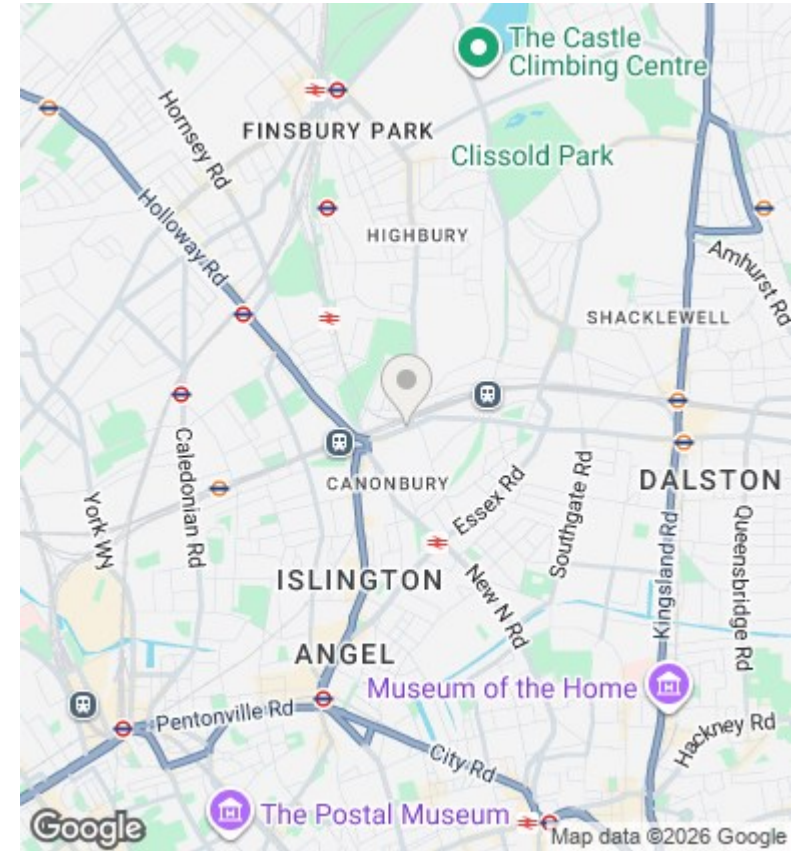 The Castle
Climbing Centre
Hornsey Rd
FINSBURY PARK
Clissold Park
Holloway Rd
HIGHBURY
Amhurst Rd
SHACKLEWELL
Caledonian Rd
CANONBURY
Essex Rd
Southgate Rd
DALSTON
York WN
Queensbridge Rd
Kingsland Rd
ISLINGTON
New N Rd
ANGEL
Museum of the Home
Pentonville Rd
Hackney Rd
City Rd
The Postal Museum
Google
Map data ©2026 Google